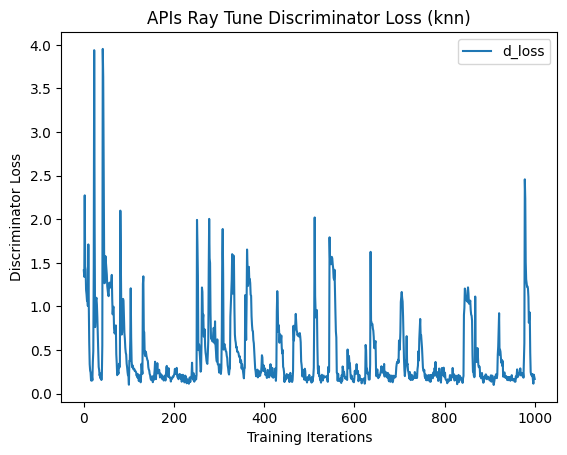 APIs Ray Tune Discriminator Loss (knn)
d_loss
Discriminator Loss
4.0
3.5
3.0
2.5
2.0
1.5
1.0
0.5
0.0
0 200 400 600 800 1000
Training Iterations